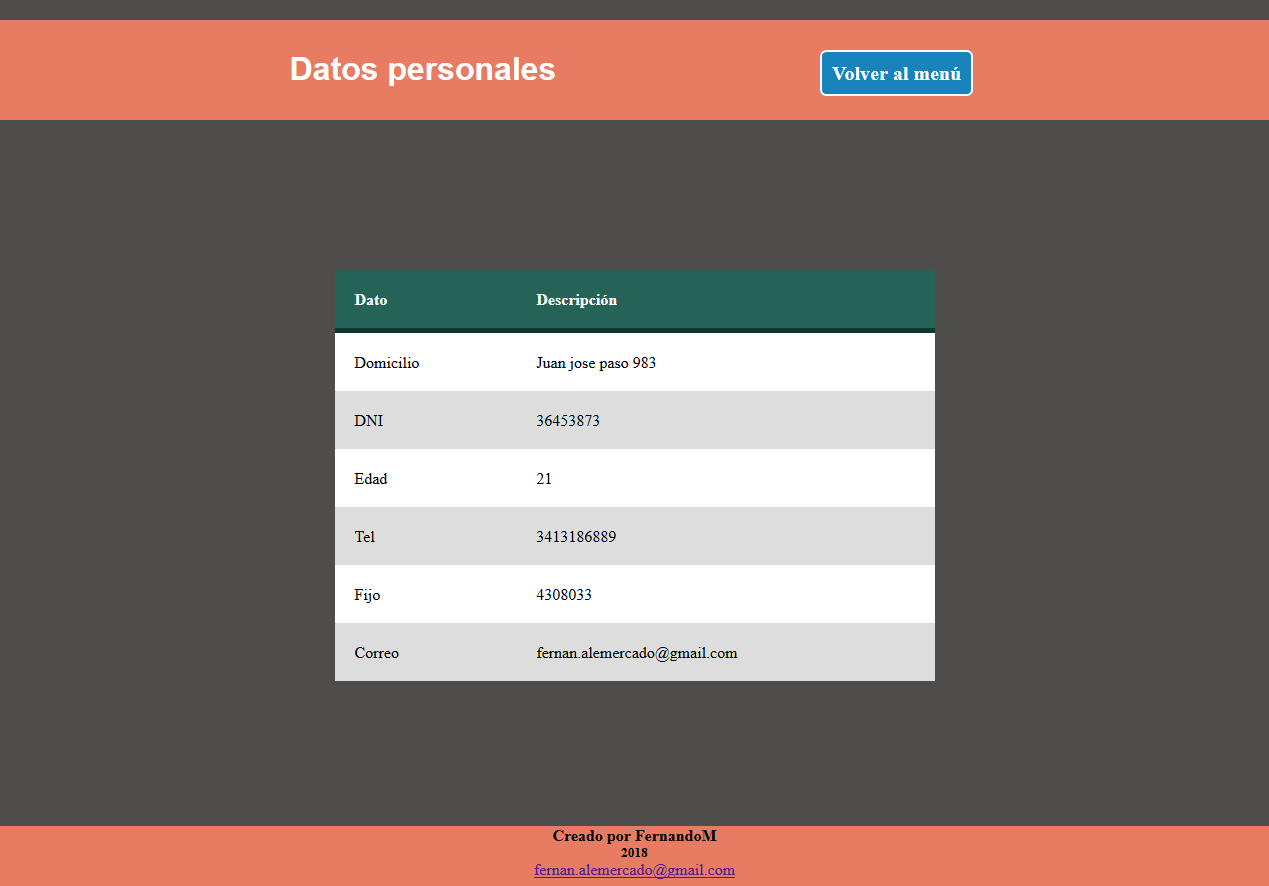 Datos personales
Volver al menú
Dato Descripción
Domicilio Juan jose paso 983
DNI 36453873
Edad 21
Tel 3413186889
Fijo 4308033
Correo fernan.alemercado@gmail.com
Creado por FernandoM
2018
fernan.alemercado@gmail.com